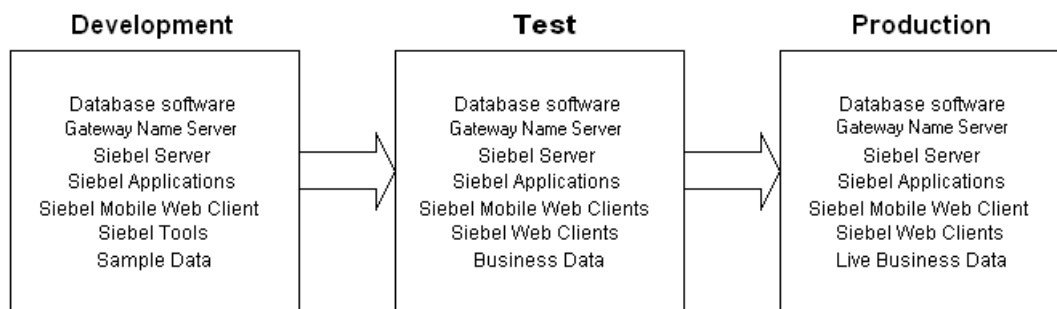 Development
Database software
Gateway Name Server
Siebel Server
Siebel Applications
Siebel Mobile Web Client
Siebel Tools
Sample Data
Test
Database software
Gateway Name Server
Siebel Server
Siebel Applications
Siebel Mobile Web Clients
Siebel Web Clients
Business Data
Production
Database software
Gateway Name Server
Siebel Server
Siebel Applications
Siebel Mobile Web Client
Siebel Web Clients
Live Business Data